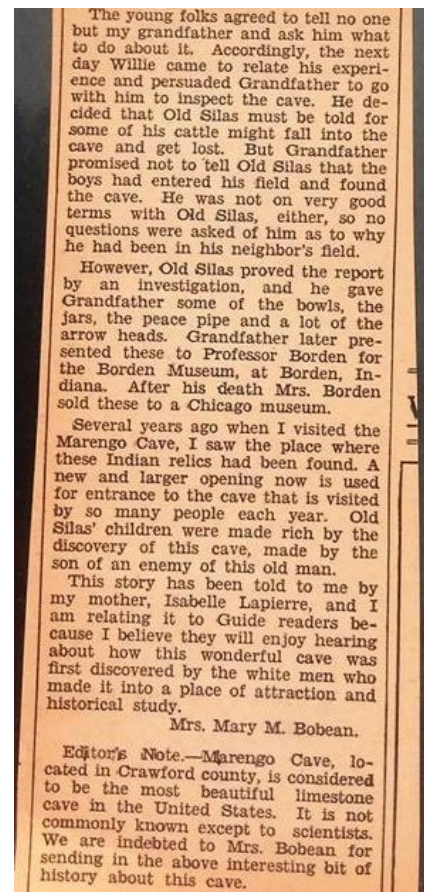 The young folks agreed to tell no one
but my grandfather and ask him what
to do about it. Accordingly, the next
day Willie came to relate his experi-
ence and persuaded Grandfather to go
with him to inspect the cave. He de-
cided that Old Silas must be told for
some of his cattle might fall into the
cave and get lost. But Grandfather
promised not to tell Old Silas that the
boys had entered his field and found
the cave. He was not on very good
terms with Old Silas, either, so no
questions were asked of him as to why
he had been in his neighbor's field.
However, Old Silas proved the report
by an investigation, and he gave
Grandfather some of the bowls, the
jars, the peace pipe and a lot of the
arrow heads. Grandfather later pre-
sented these to Professor Borden for
the Borden Museum, at Borden, In-
diana. After his death Mrs. Borden
sold these to a Chicago museum.
Several years ago when I visited the
Marengo Cave, I saw the place where
these Indian relics had been found. A
new and larger opening now is used
for entrance to the cave that is visited
by so many people each year. Old
Silas' children were made rich by the
discovery of this cave, made by the
son of an enemy of this old man.
This story has been told to me by
my mother, Isabelle Lapierre, and I
am relating it to Guide readers be-
cause I believe they will enjoy hearing
about how this wonderful cave was
first discovered by the white men who
made it into a place of attraction and
historical study.
Mrs. Mary M. Bobean.
Editor's Note.—Marengo Cave, lo-
cated in Crawford county, is considered
to be the most beautiful limestone
cave in the United States. It is not
commonly known except to scientists.
We are indebted to Mrs. Bobean for
sending in the above interesting bit of
history about this cave.